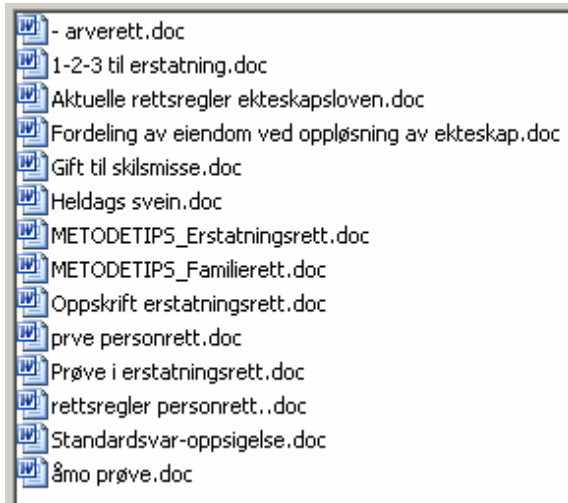 - arverett.doc
1-2-3 til erstatning.doc
Aktuelle rettsregler ekteskapsloven.doc
Fordeling av eiendom ved oppløsning av ekteskap.doc
Gift til skilsmisse.doc
Heldags svein.doc
METODETIPS_Erstatningsrett.doc
METODETIPS_Familierett.doc
Oppskrift erstatningsrett.doc
prve personrett.doc
Prøve i erstatningsrett.doc
rettsregler personrett..doc
Standardsvar-oppsigelse.doc
åmo prøve.doc